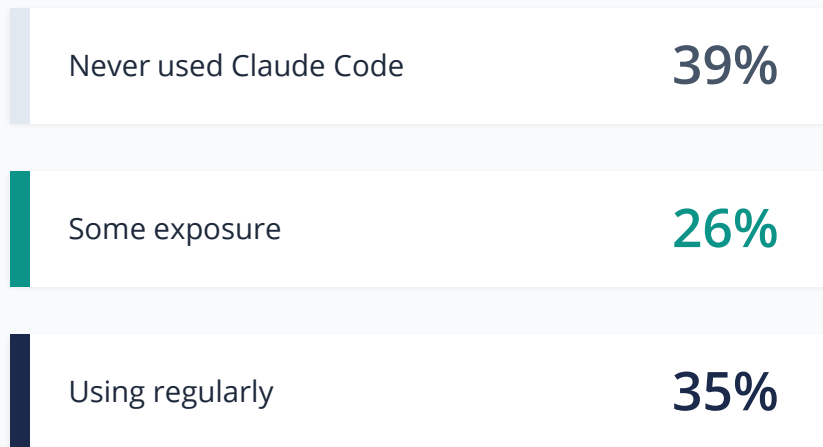 Never used Claude Code 39%
Some exposure 26%
Using regularly 35%